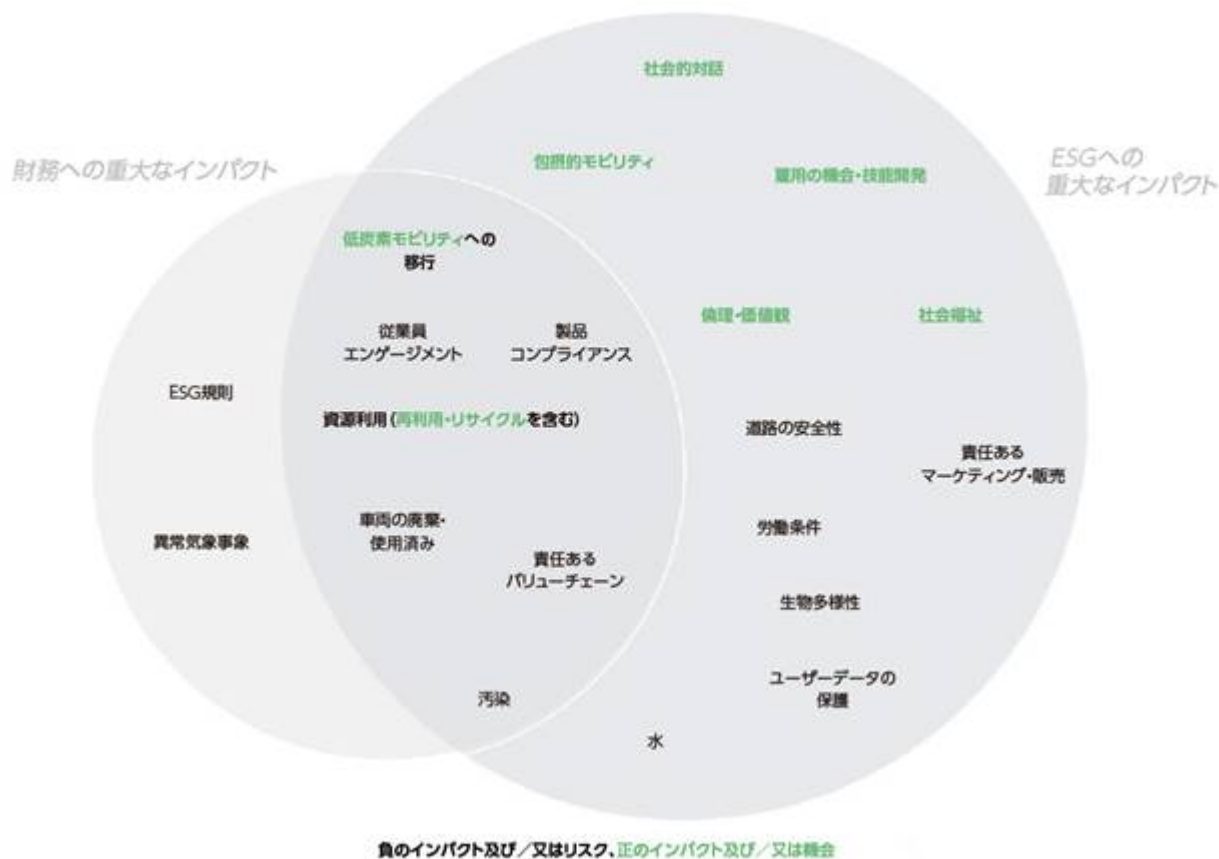 社会的対話
財務への重大なインパクト
ESGへの
重大なインパクト
包摂的モビリティ
雇用の機会・技能開発
低炭素モビリティへの
移行
倫理・価値観
社会福祉
従業員
エンゲージメント
製品
コンプライアンス
ESG規則
資源利用(再利用・リサイクルを含む)
道路の安全性
責任ある
マーケティング・販売
異常気象事象
車両の廃棄・
使用済み
責任ある
バリューチェーン
労働条件
生物多様性
汚染
ユーザーデータの
保護
水
負のインパクト及び/又はリスク、正のインパクト及び/又は機会